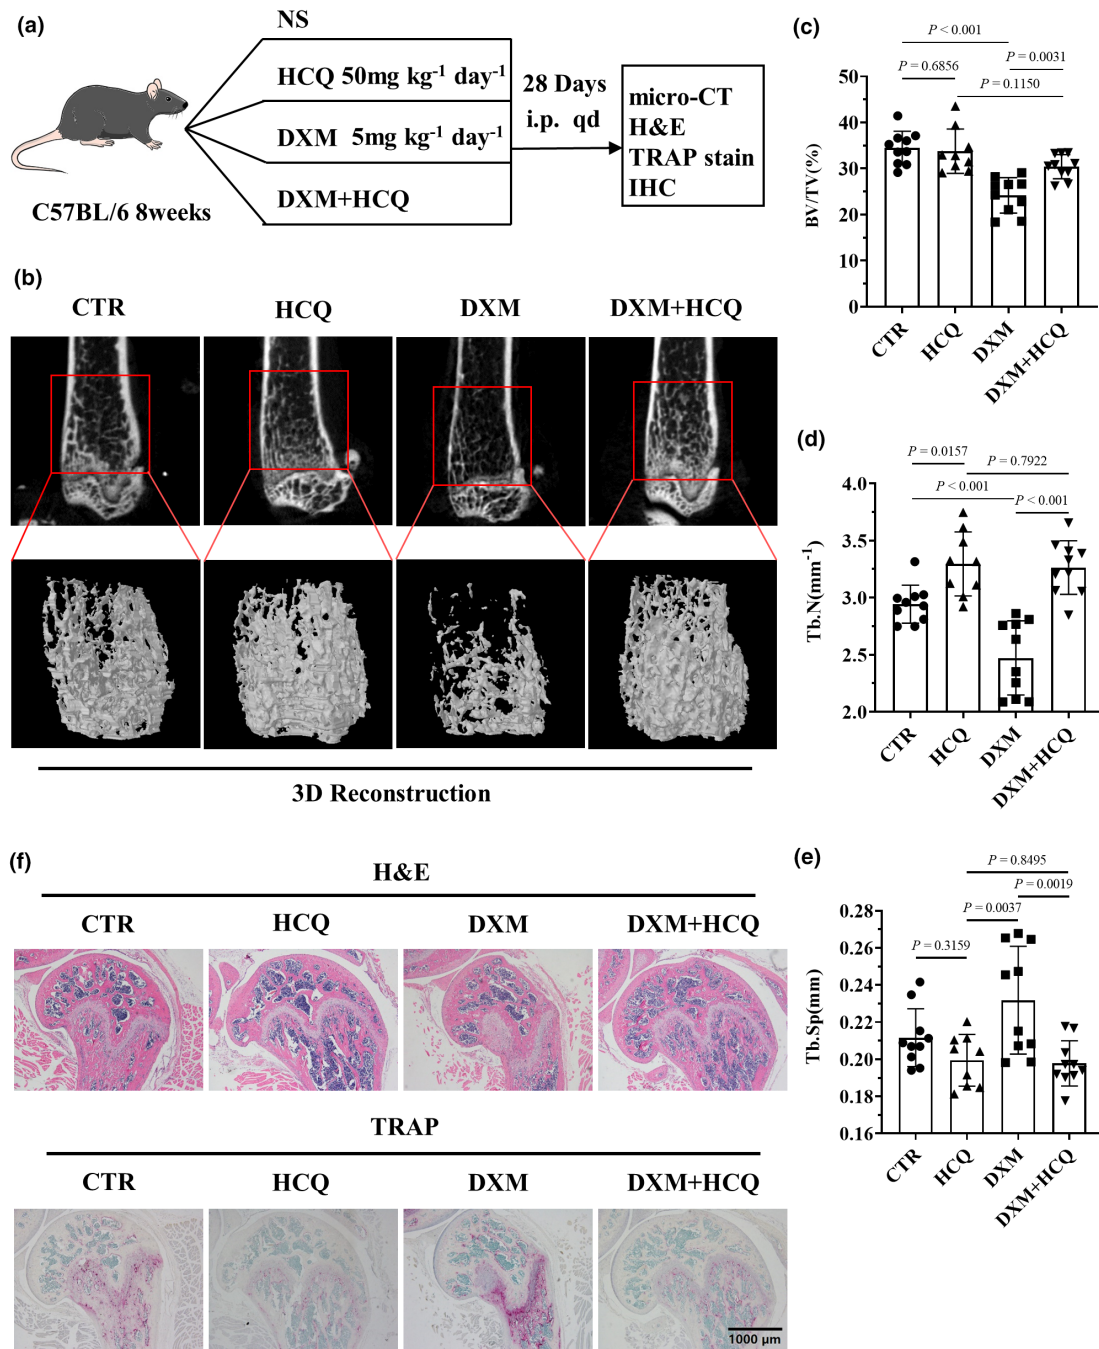 (a)
NS
HCQ 50mg kg⁻¹ day⁻¹
DXM 5mg kg⁻¹ day⁻¹
DXM+HCQ
C57BL/6 8weeks
28 Days
i.p. qd
micro-CT
H&E
TRAP stain
IHC
(b)
CTR
HCQ
DXM
DXM+HCQ
3D Reconstruction
(c)
P < 0.001
P = 0.0031
P = 0.6856
P = 0.1150
BV/TV(%)
50
40
30
20
10
0
CTR
HCQ
DXM
DXM+HCQ
(d)
P = 0.0157
P = 0.7922
P < 0.001
P < 0.001
Tb.N(mm⁻¹)
4.0
3.5
3.0
2.5
2.0
CTR
HCQ
DXM
DXM+HCQ
(e)
P = 0.8495
P = 0.0019
P = 0.0037
P = 0.3159
Tb.Sp(mm)
0.28
0.26
0.24
0.22
0.20
0.18
0.16
CTR
HCQ
DXM
DXM+HCQ
(f)
H&E
CTR
HCQ
DXM
DXM+HCQ
TRAP
CTR
HCQ
DXM
DXM+HCQ
1000 μm